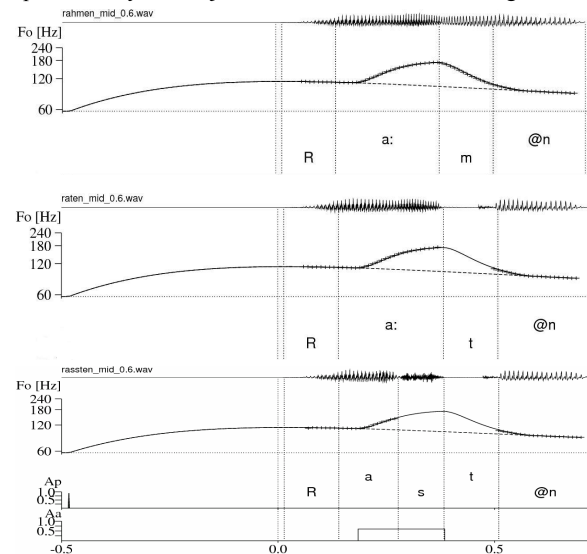 rahmen_mid_0.6.wav
Fo [Hz]
240
180
120
60
R a: m @n
raten_mid_0.6.wav
Fo [Hz]
240
180
120
60
R a: t @n
rassten_mid_0.6.wav
Fo [Hz]
240
180
120
60
R a s t @n
Ap
1.0
0.5
Aa
1.0
0.5
-0.5 0.0 0.5